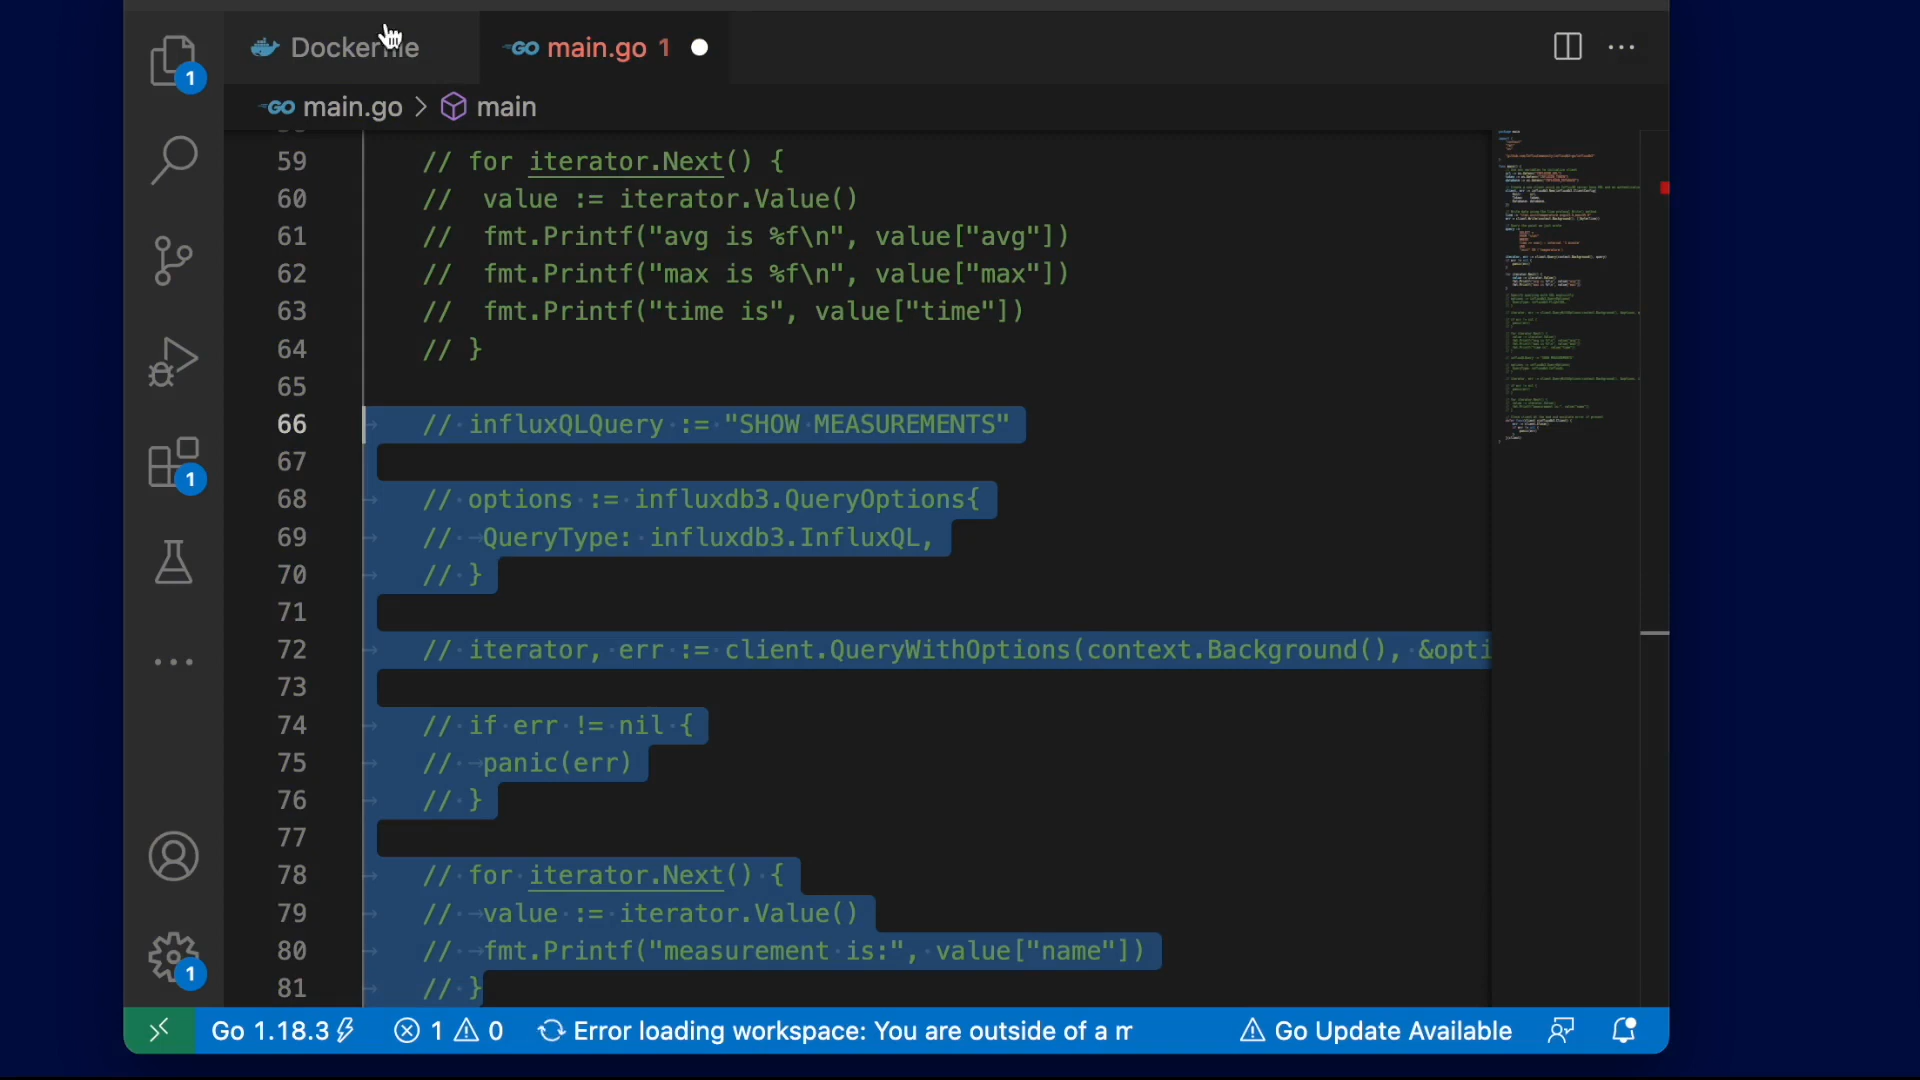 Dockerfile
GO main.go 1
GO main.go > main
59 // for iterator.Next() {
60 // value := iterator.Value()
61 // fmt.Printf("avg is %f\n", value["avg"])
62 // fmt.Printf("max is %f\n", value["max"])
63 // fmt.Printf("time is", value["time"])
64 // }
65
66 // influxQLQuery := "SHOW MEASUREMENTS"
67
68 // options := influxdb3.QueryOptions{
69 // QueryType: influxdb3.InfluxQL,
70 // }
71
72 // iterator, err := client.QueryWithOptions(context.Background(), &opti
73
74 // if err != nil {
75 // panic(err)
76 // }
77
78 // for iterator.Next() {
79 // value := iterator.Value()
80 // fmt.Printf("measurement is:", value["name"])
81 // }
1
1
1
Go 1.18.3 1 0 Error loading workspace: You are outside of a m Go Update Available